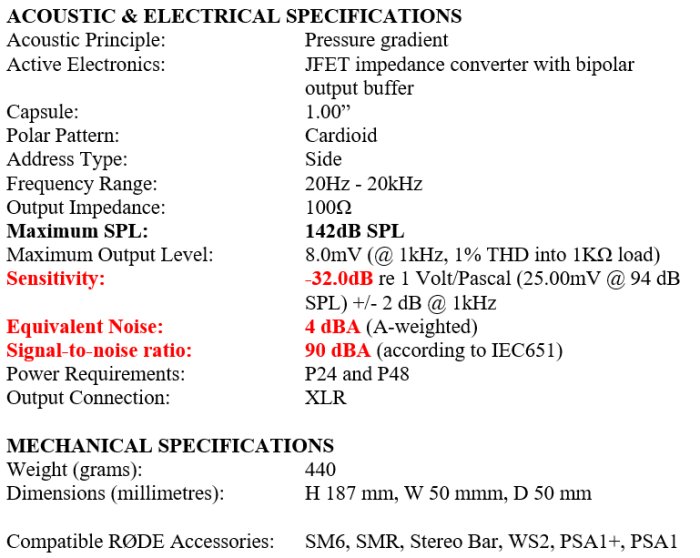 ACOUSTIC & ELECTRICAL SPECIFICATIONS
Acoustic Principle: Pressure gradient
Active Electronics: JFET impedance converter with bipolar
output buffer
Capsule: 1.00”
Polar Pattern: Cardioid
Address Type: Side
Frequency Range: 20Hz - 20kHz
Output Impedance: 100Ω
Maximum SPL: 142dB SPL
Maximum Output Level: 8.0mV (@ 1kHz, 1% THD into 1KΩ load)
Sensitivity: -32.0dB re 1 Volt/Pascal (25.00mV @ 94 dB
SPL) +/- 2 dB @ 1kHz
Equivalent Noise: 4 dBA (A-weighted)
Signal-to-noise ratio: 90 dBA (according to IEC651)
Power Requirements: P24 and P48
Output Connection: XLR
MECHANICAL SPECIFICATIONS
Weight (grams): 440
Dimensions (millimetres): H 187 mm, W 50 mmm, D 50 mm
Compatible RØDE Accessories: SM6, SMR, Stereo Bar, WS2, PSA1+, PSA1